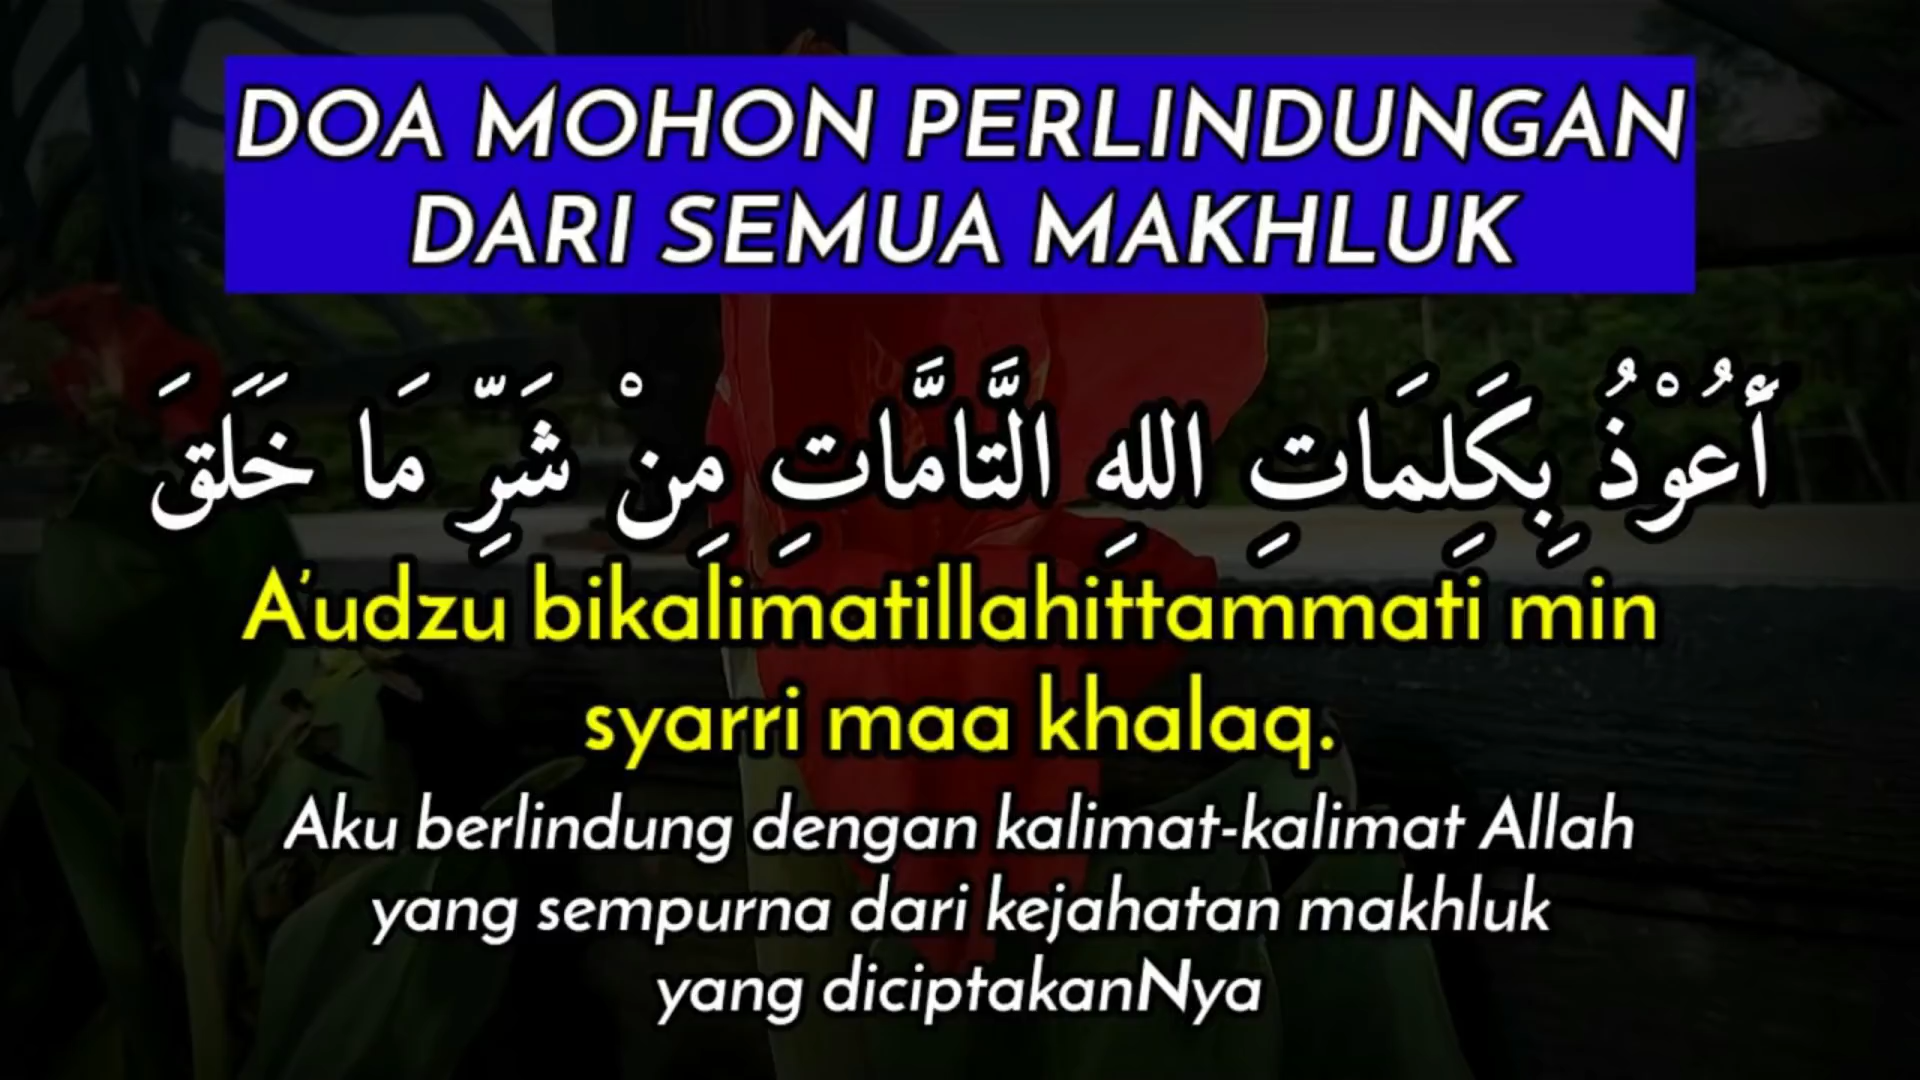 DOA MOHON PERLINDUNGAN
DARI SEMUA MAKHLUK
أَعُوْذُ بِكَلِمَاتِ اللهِ التَّامَّاتِ مِنْ شَرِّ مَا خَلَقَ
A'udzu bikalimatillahittammati min
syarri maa khalaq.
Aku berlindung dengan kalimat-kalimat Allah
yang sempurna dari kejahatan makhluk
yang diciptakanNya